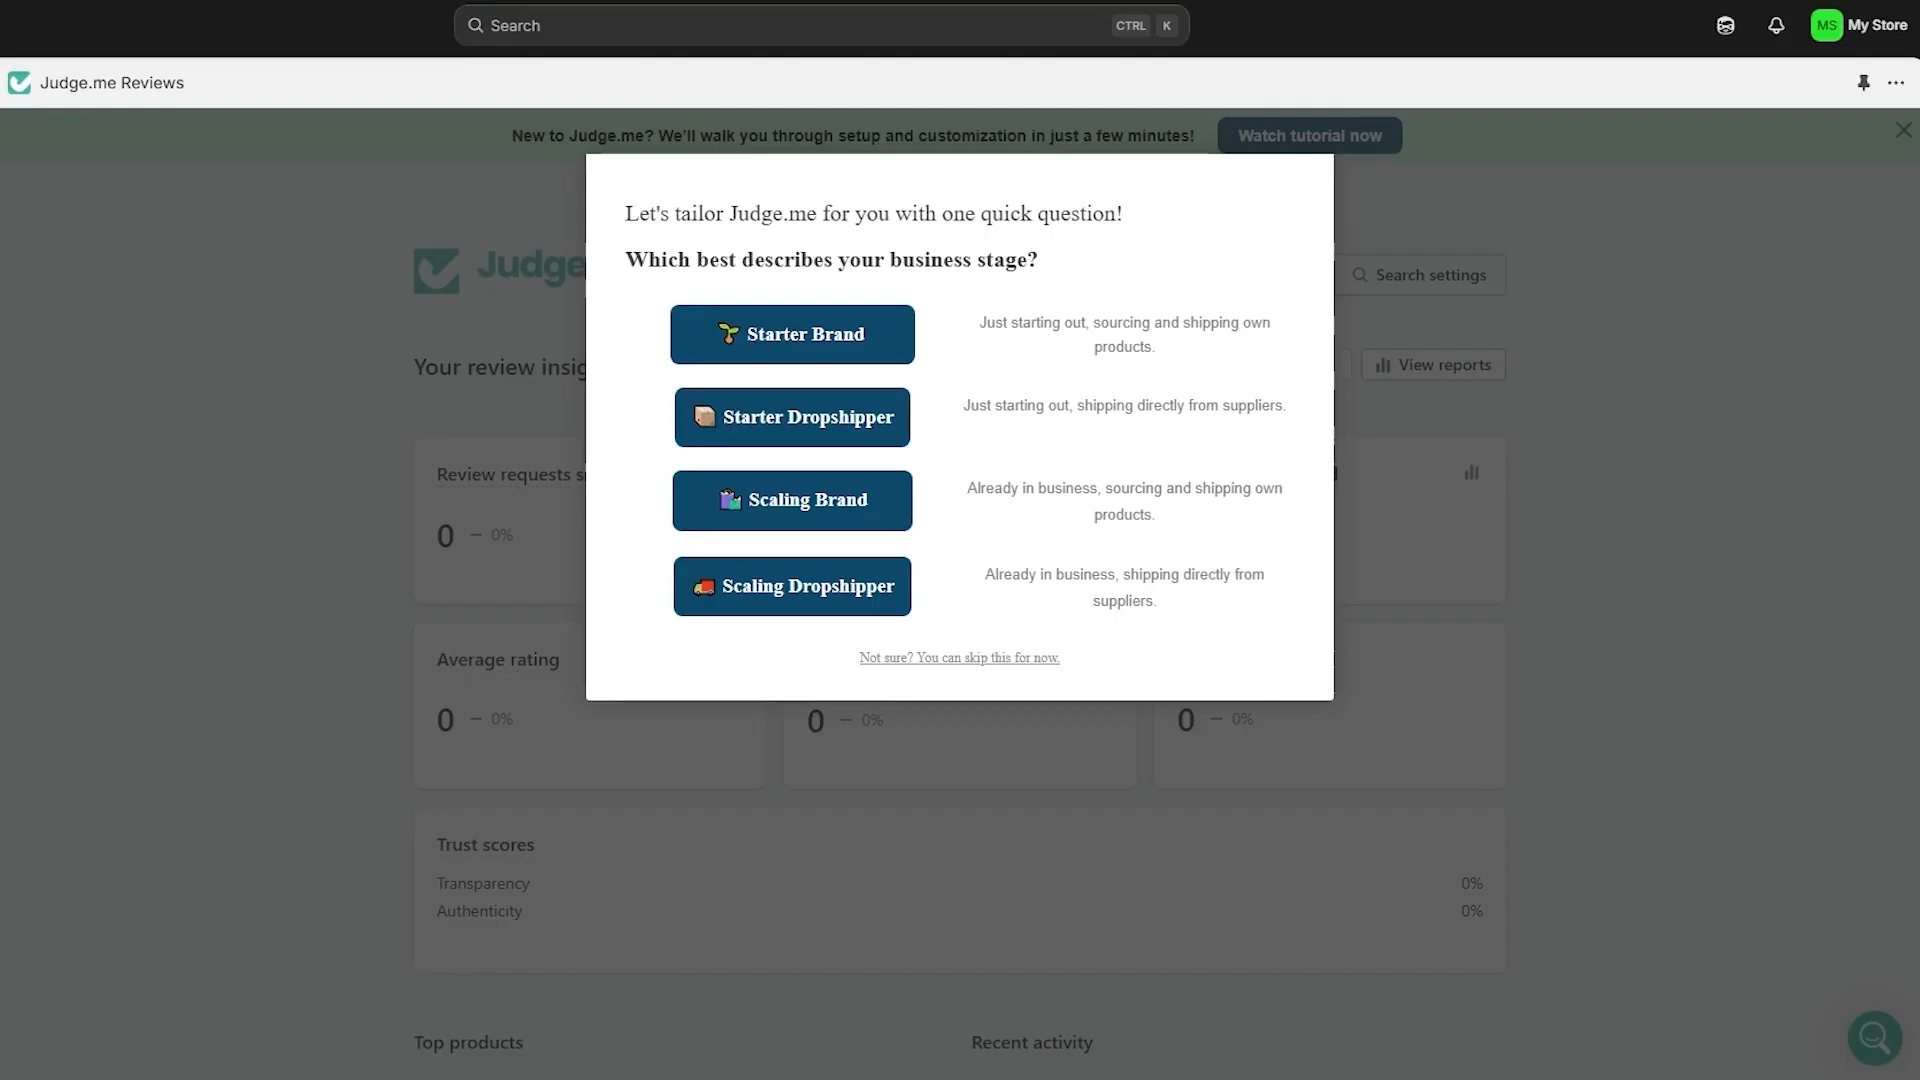 Search
CTRL K
MS My Store
Judge.me Reviews
New to Judge.me? We'll walk you through setup and customization in just a few minutes!
Watch tutorial now
Let's tailor Judge.me for you with one quick question!
Which best describes your business stage?
Starter Brand
Just starting out, sourcing and shipping own
products.
Starter Dropshipper
Just starting out, shipping directly from suppliers.
Scaling Brand
Already in business, sourcing and shipping own
products.
Scaling Dropshipper
Already in business, shipping directly from
suppliers.
Not sure? You can skip this for now.
Judge
Search settings
Your review
View reports
Review requests
0 – 0%
Average rating
0 – 0%
0 – 0%
0 – 0%
Trust scores
Transparency 0%
Authenticity 0%
Top products
Recent activity